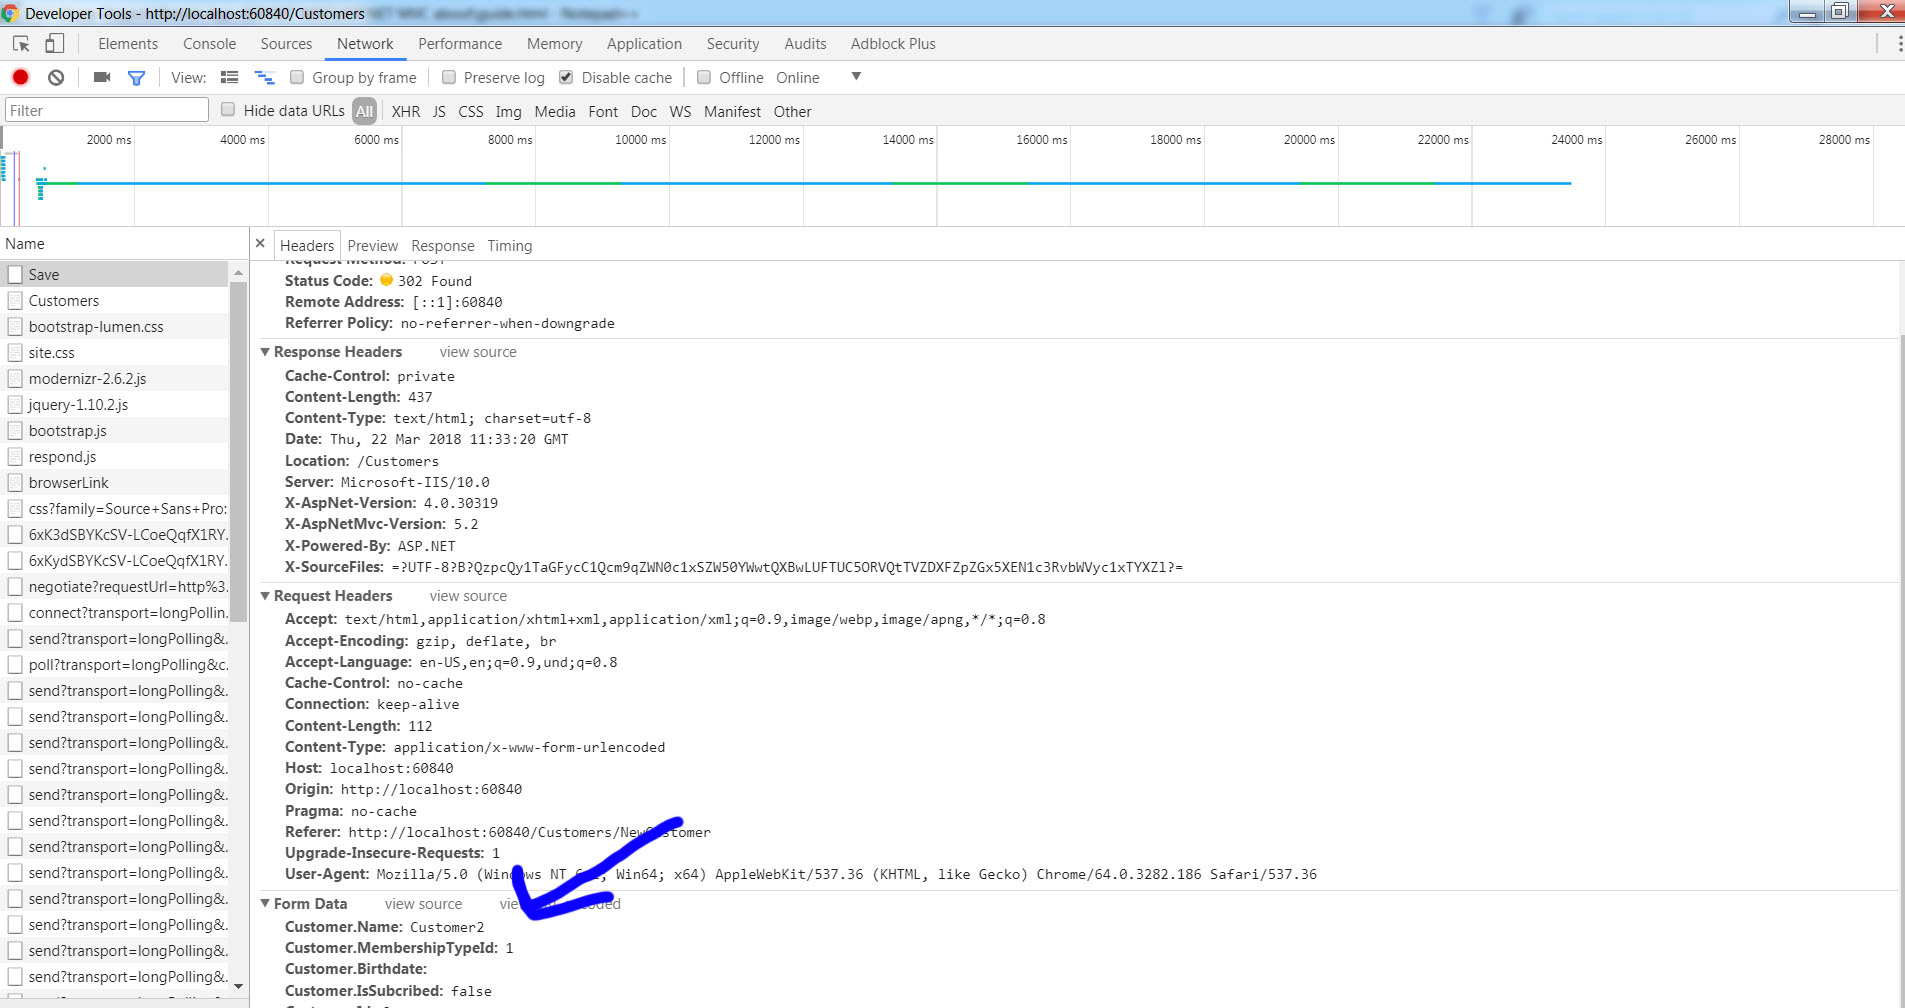 Developer Tools - http://localhost:60840/Customers
Elements Console Sources Network Performance Memory Application Security Audits Adblock Plus
View: Group by frame Preserve log Disable cache Offline Online
Filter Hide data URLs All XHR JS CSS Img Media Font Doc WS Manifest Other
2000 ms 4000 ms 6000 ms 8000 ms 10000 ms 12000 ms 14000 ms 16000 ms 18000 ms 20000 ms 22000 ms 24000 ms 26000 ms 28000 ms
Name
Save
Customers
bootstrap-lumen.css
site.css
modernizr-2.6.2.js
jquery-1.10.2.js
bootstrap.js
respond.js
browserLink
css?family=Source+Sans+Pro:
6xK3dSBYKcSV-LCoeQqfX1RY.
6xKydSBYKcSV-LCoeQqfX1RY.
negotiate?requestUrl=http%3.
connect?transport=longPollin.
send?transport=longPolling&.
poll?transport=longPolling&c.
send?transport=longPolling&.
send?transport=longPolling&.
send?transport=longPolling&.
send?transport=longPolling&.
send?transport=longPolling&.
send?transport=longPolling&.
send?transport=longPolling&.
send?transport=longPolling&.
send?transport=longPolling&.
send?transport=longPolling&.
send?transport=longPolling&.
send?transport=longPolling&.
Headers Preview Response Timing
Request Method: POST
Status Code: 302 Found
Remote Address: [::1]:60840
Referrer Policy: no-referrer-when-downgrade
Response Headers view source
Cache-Control: private
Content-Length: 437
Content-Type: text/html; charset=utf-8
Date: Thu, 22 Mar 2018 11:33:20 GMT
Location: /Customers
Server: Microsoft-IIS/10.0
X-AspNet-Version: 4.0.30319
X-AspNetMvc-Version: 5.2
X-Powered-By: ASP.NET
X-SourceFiles: =?UTF-8?B?QzpcQy1TaGFycC1Qcm9qZWN0c1xSZW50YWwtQXBwLUFTUC5ORVQtTVZDXFZpZGx5XEN1c3RvbWVyc1xTYXZl?=
Request Headers view source
Accept: text/html,application/xhtml+xml,application/xml;q=0.9,image/webp,image/apng,*/*;q=0.8
Accept-Encoding: gzip, deflate, br
Accept-Language: en-US,en;q=0.9,und;q=0.8
Cache-Control: no-cache
Connection: keep-alive
Content-Length: 112
Content-Type: application/x-www-form-urlencoded
Host: localhost:60840
Origin: http://localhost:60840
Pragma: no-cache
Referer: http://localhost:60840/Customers/NewCustomer
Upgrade-Insecure-Requests: 1
User-Agent: Mozilla/5.0 (Windows NT Win64; x64) AppleWebKit/537.36 (KHTML, like Gecko) Chrome/64.0.3282.186 Safari/537.36
Form Data view source
Customer.Name: Customer2
Customer.MembershipTypeId: 1
Customer.Birthdate:
Customer.IsSubcribed: false